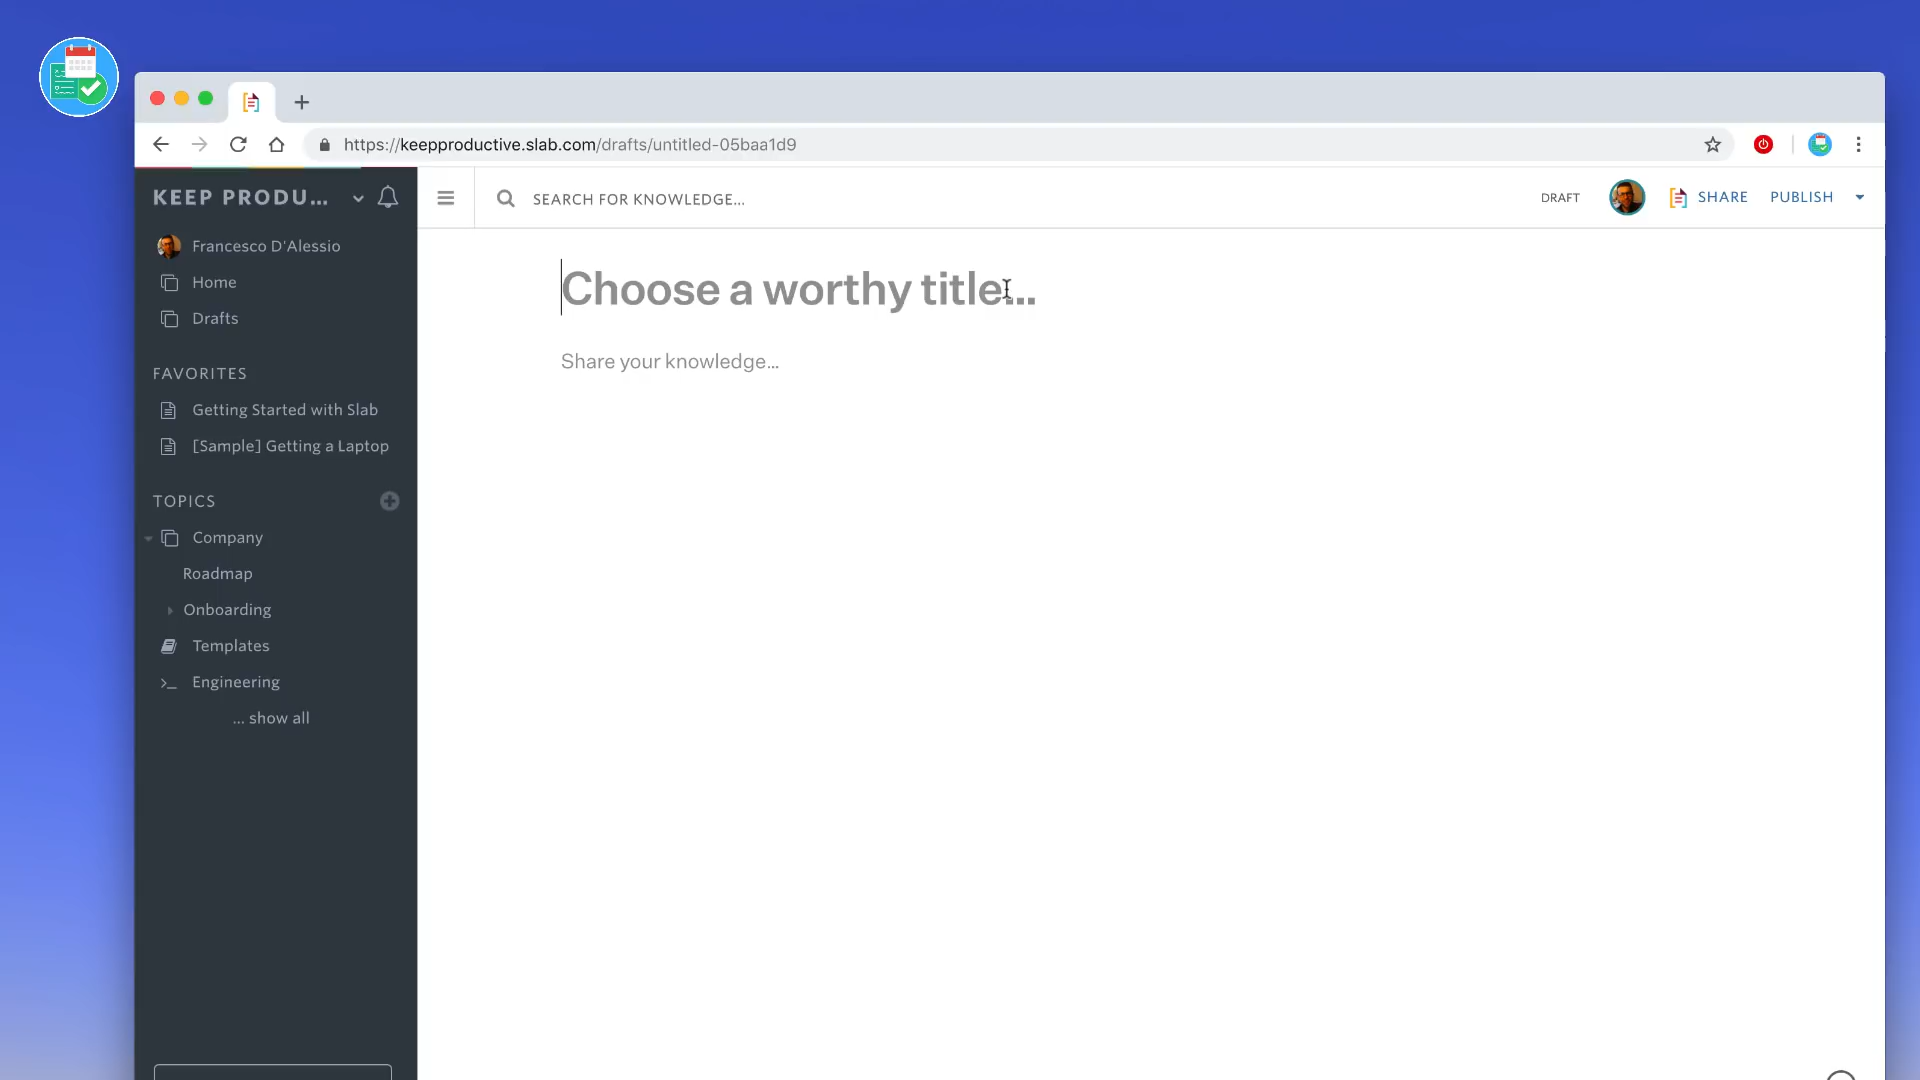 https://keepproductive.slab.com/drafts/untitled-05baa1d9
KEEP PRODU...
SEARCH FOR KNOWLEDGE...
DRAFT
SHARE
PUBLISH
Francesco D'Alessio
Home
Drafts
FAVORITES
Getting Started with Slab
[Sample] Getting a Laptop
TOPICS
Company
Roadmap
Onboarding
Templates
Engineering
... show all
Choose a worthy title...
Share your knowledge...